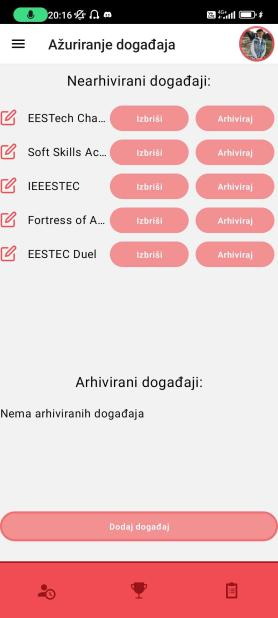 20:16
Ažuriranje događaja
Nearhivirani događaji:
EESTech Cha... Izbriši Arhiviraj
Soft Skills Ac... Izbriši Arhiviraj
IEEESTEC Izbriši Arhiviraj
Fortress of A... Izbriši Arhiviraj
EESTEC Duel Izbriši Arhiviraj
Arhivirani događaji:
Nema arhiviranih događaja
Dodaj događaj